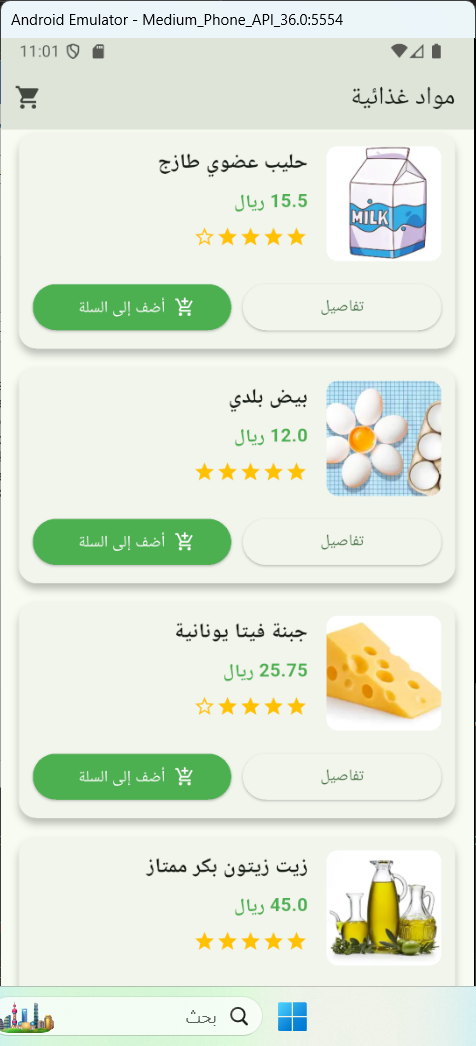 Android Emulator - Medium_Phone_API_36.0:5554
11:01
مواد غذائية
حليب عضوي طازج
15.5 ريال
MILK
تفاصيل
أضف إلى السلة
بيض بلدي
12.0 ريال
تفاصيل
أضف إلى السلة
جبنة فيتا يونانية
25.75 ريال
تفاصيل
أضف إلى السلة
زيت زيتون بكر ممتاز
45.0 ريال
بحث